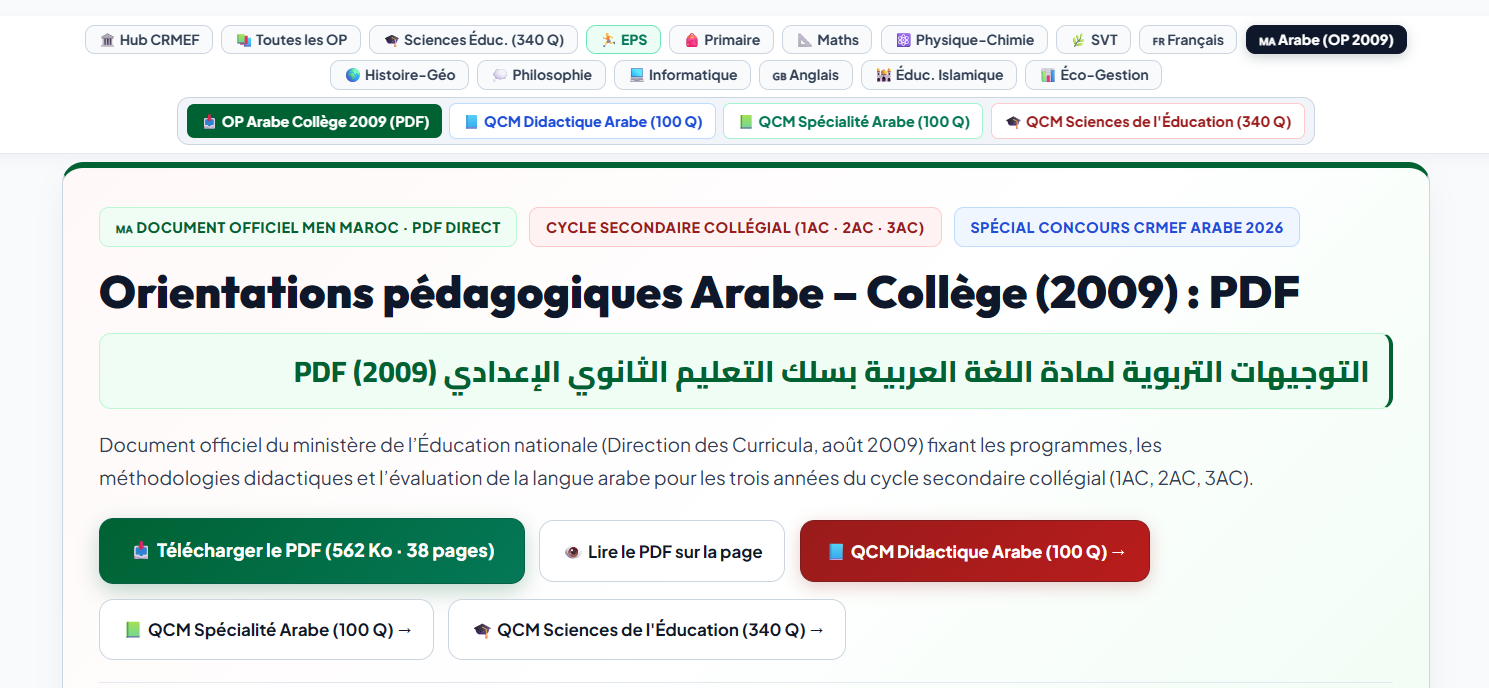 🏛️ Hub CRMEF
📚 Toutes les OP
🎓 Sciences Éduc. (340 Q)
🏃 EPS
🎒 Primaire
📐 Maths
⚛️ Physique-Chimie
🌿 SVT
FR Français
MA Arabe (OP 2009)
🌍 Histoire-Géo
💭 Philosophie
💻 Informatique
GB Anglais
🕌 Éduc. Islamique
📊 Éco-Gestion
📥 OP Arabe Collège 2009 (PDF)
📘 QCM Didactique Arabe (100 Q)
📗 QCM Spécialité Arabe (100 Q)
🎓 QCM Sciences de l'Éducation (340 Q)
MA DOCUMENT OFFICIEL MEN MAROC · PDF DIRECT
CYCLE SECONDAIRE COLLÉGIAL (1AC · 2AC · 3AC)
SPÉCIAL CONCOURS CRMEF ARABE 2026
Orientations pédagogiques Arabe – Collège (2009) : PDF
التوجيهات التربوية لمادة اللغة العربية بسلك التعليم الثانوي الإعدادي (2009) PDF
Document officiel du ministère de l’Éducation nationale (Direction des Curricula, août 2009) fixant les programmes, les
méthodologies didactiques et l’évaluation de la langue arabe pour les trois années du cycle secondaire collégial (1AC, 2AC, 3AC).
📥 Télécharger le PDF (562 Ko · 38 pages)
👁️ Lire le PDF sur la page
📘 QCM Didactique Arabe (100 Q) →
📗 QCM Spécialité Arabe (100 Q) →
🎓 QCM Sciences de l'Éducation (340 Q) →